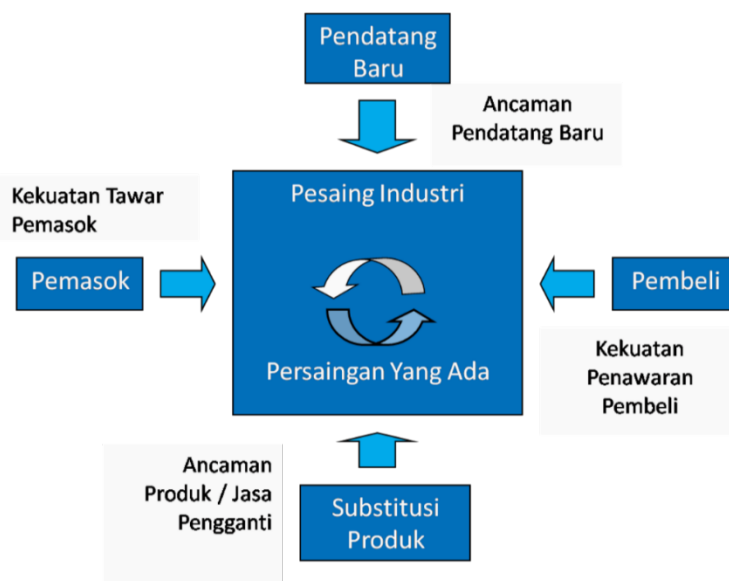 Pendatang
Baru
Ancaman
Pendatang Baru
Kekuatan Tawar
Pemasok
Pesaing Industri
Pemasok
Pembeli
Persaingan Yang Ada
Kekuatan
Penawaran
Pembeli
Ancaman
Produk / Jasa
Pengganti
Substitusi
Produk